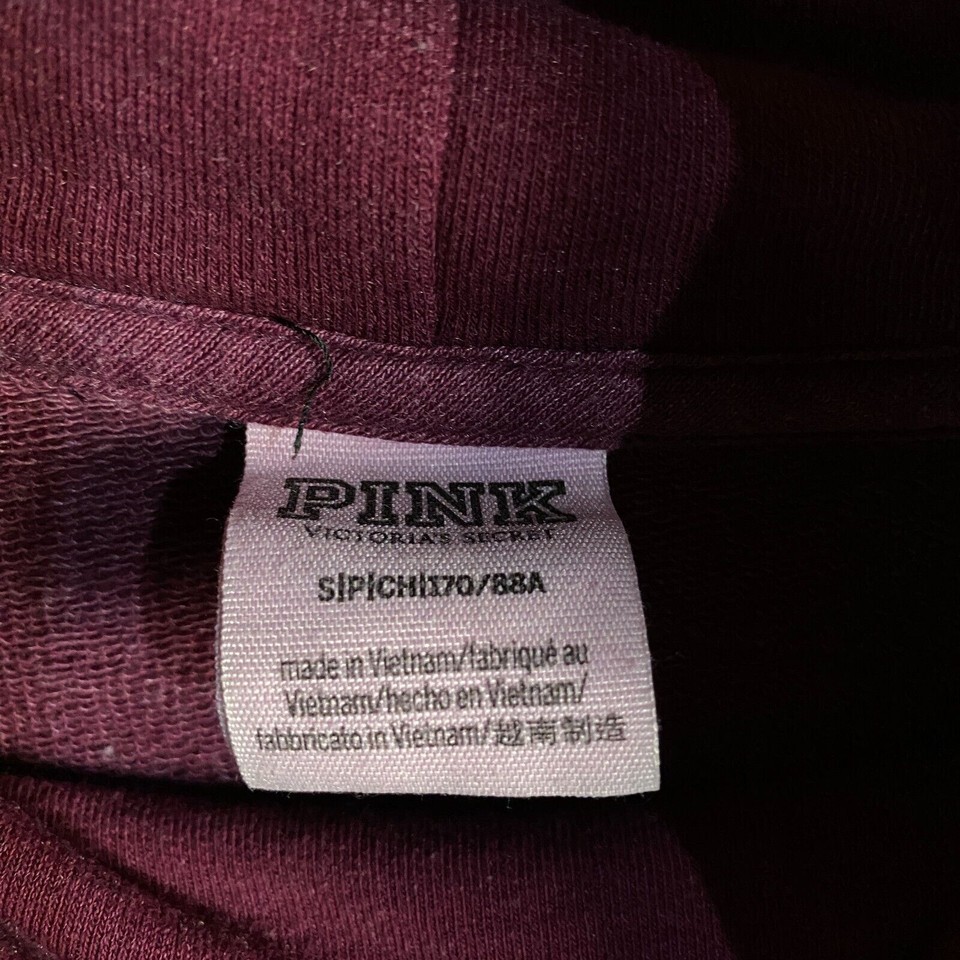 PINK
VICTORIA'S SECRET
S|P|CH|170/88A
made in Vietnam/fabriqué au
Vietnam/hecho en Vietnam/
fabbricato in Vietnam/越南制造